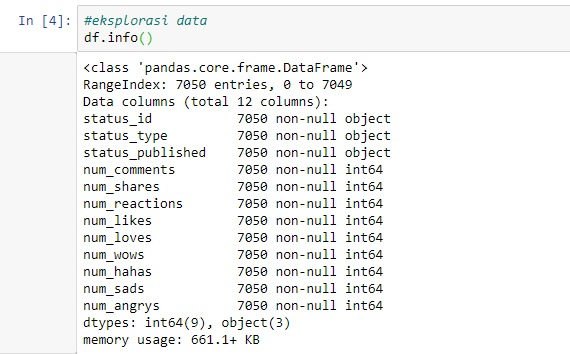 In [4]: #eksplorasi data
df.info()
<class 'pandas.core.frame.DataFrame'>
RangeIndex: 7050 entries, 0 to 7049
Data columns (total 12 columns):
status_id 7050 non-null object
status_type 7050 non-null object
status_published 7050 non-null object
num_comments 7050 non-null int64
num_shares 7050 non-null int64
num_reactions 7050 non-null int64
num_likes 7050 non-null int64
num_loves 7050 non-null int64
num_wows 7050 non-null int64
num_hahas 7050 non-null int64
num_sads 7050 non-null int64
num_angrys 7050 non-null int64
dtypes: int64(9), object(3)
memory usage: 661.1+ KB